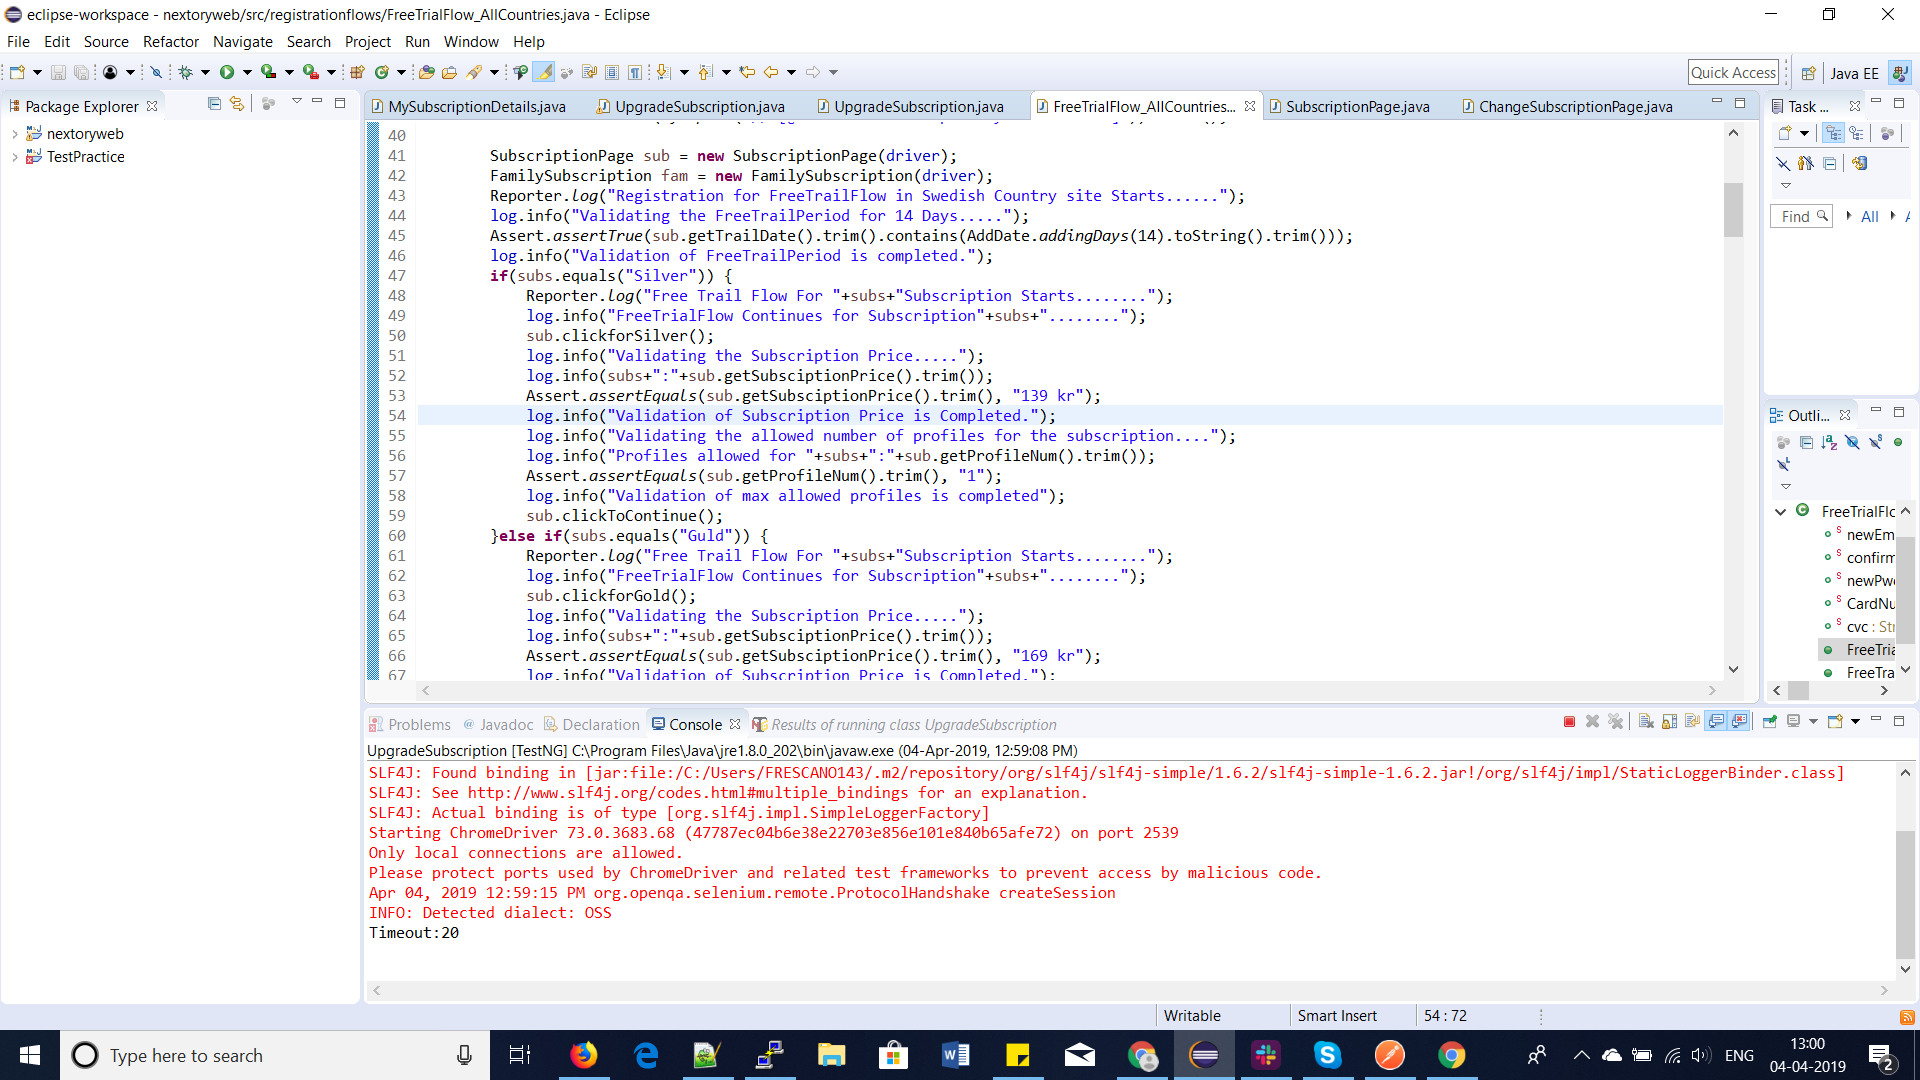 eclipse-workspace - nextoryweb/src/registrationflows/FreeTrialFlow_AllCountries.java - Eclipse
File Edit Source Refactor Navigate Search Project Run Window Help
Quick Access
Java EE
Package Explorer
nextoryweb
TestPractice
MySubscriptionDetails.java
UpgradeSubscription.java
UpgradeSubscription.java
FreeTrialFlow_AllCountries...
SubscriptionPage.java
ChangeSubscriptionPage.java
40
41 SubscriptionPage sub = new SubscriptionPage(driver);
42 FamilySubscription fam = new FamilySubscription(driver);
43 Reporter.log("Registration for FreeTrailFlow in Swedish Country site Starts......");
44 log.info("Validating the FreeTrailPeriod for 14 Days.....");
45 Assert.assertTrue(sub.getTrailDate().trim().contains(AddDate.addingDays(14).toString().trim()));
46 log.info("Validation of FreeTrailPeriod is completed.");
47 if(subs.equals("Silver")) {
48 Reporter.log("Free Trail Flow For "+subs+"Subscription Starts........");
49 log.info("FreeTrialFlow Continues for Subscription"+subs+"........");
50 sub.clickforSilver();
51 log.info("Validating the Subscription Price.....");
52 log.info(subs+":"+sub.getSubsciptionPrice().trim());
53 Assert.assertEquals(sub.getSubsciptionPrice().trim(), "139 kr");
54 log.info("Validation of Subscription Price is Completed.");
55 log.info("Validating the allowed number of profiles for the subscription....");
56 log.info("Profiles allowed for "+subs+":"+sub.getProfileNum().trim());
57 Assert.assertEquals(sub.getProfileNum().trim(), "1");
58 log.info("Validation of max allowed profiles is completed");
59 sub.clickToContinue();
60 }else if(subs.equals("Guld")) {
61 Reporter.log("Free Trail Flow For "+subs+"Subscription Starts........");
62 log.info("FreeTrialFlow Continues for Subscription"+subs+"........");
63 sub.clickforGold();
64 log.info("Validating the Subscription Price.....");
65 log.info(subs+":"+sub.getSubsciptionPrice().trim());
66 Assert.assertEquals(sub.getSubsciptionPrice().trim(), "169 kr");
67 log.info("Validation of Subscription Price is Completed.");
Task ...
Find All
Outli...
FreeTrialFlc
newEm
confirm
newPw
CardNu
cvc : Str
FreeTria
FreeTra
Problems
@ Javadoc
Declaration
Console
Results of running class UpgradeSubscription
UpgradeSubscription [TestNG] C:\Program Files\Java\jre1.8.0_202\bin\javaw.exe (04-Apr-2019, 12:59:08 PM)
SLF4J: Found binding in [jar:file:/C:/Users/FRESCANO143/.m2/repository/org/slf4j/slf4j-simple/1.6.2/slf4j-simple-1.6.2.jar!/org/slf4j/impl/StaticLoggerBinder.class]
SLF4J: See http://www.slf4j.org/codes.html#multiple_bindings for an explanation.
SLF4J: Actual binding is of type [org.slf4j.impl.SimpleLoggerFactory]
Starting ChromeDriver 73.0.3683.68 (47787ec04b6e38e22703e856e101e840b65afe72) on port 2539
Only local connections are allowed.
Please protect ports used by ChromeDriver and related test frameworks to prevent access by malicious code.
Apr 04, 2019 12:59:15 PM org.openqa.selenium.remote.ProtocolHandshake createSession
INFO: Detected dialect: OSS
Timeout:20
Writable
Smart Insert
54 : 72
Type here to search
ENG
13:00
04-04-2019
2